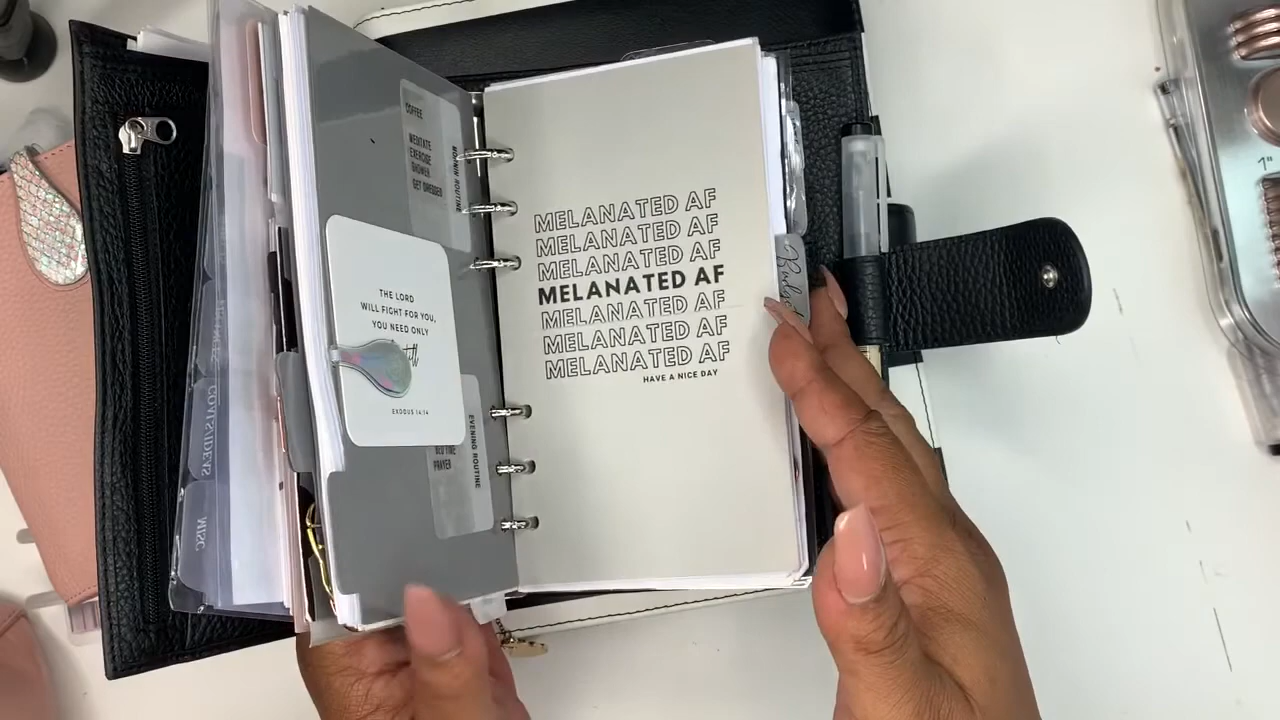 COFFEE
MEDITATE
EXERCISE
SHOWER
GET DRESSED
THE LORD
WILL FIGHT FOR YOU,
YOU NEED ONLY
EXODUS 14:14
EVENING ROUTINE
BED TIME
PRAYER
GOALS/IDEAS
MISC
MELANATED AF
MELANATED AF
MELANATED AF
MELANATED AF
MELANATED AF
MELANATED AF
MELANATED AF
HAVE A NICE DAY
1"